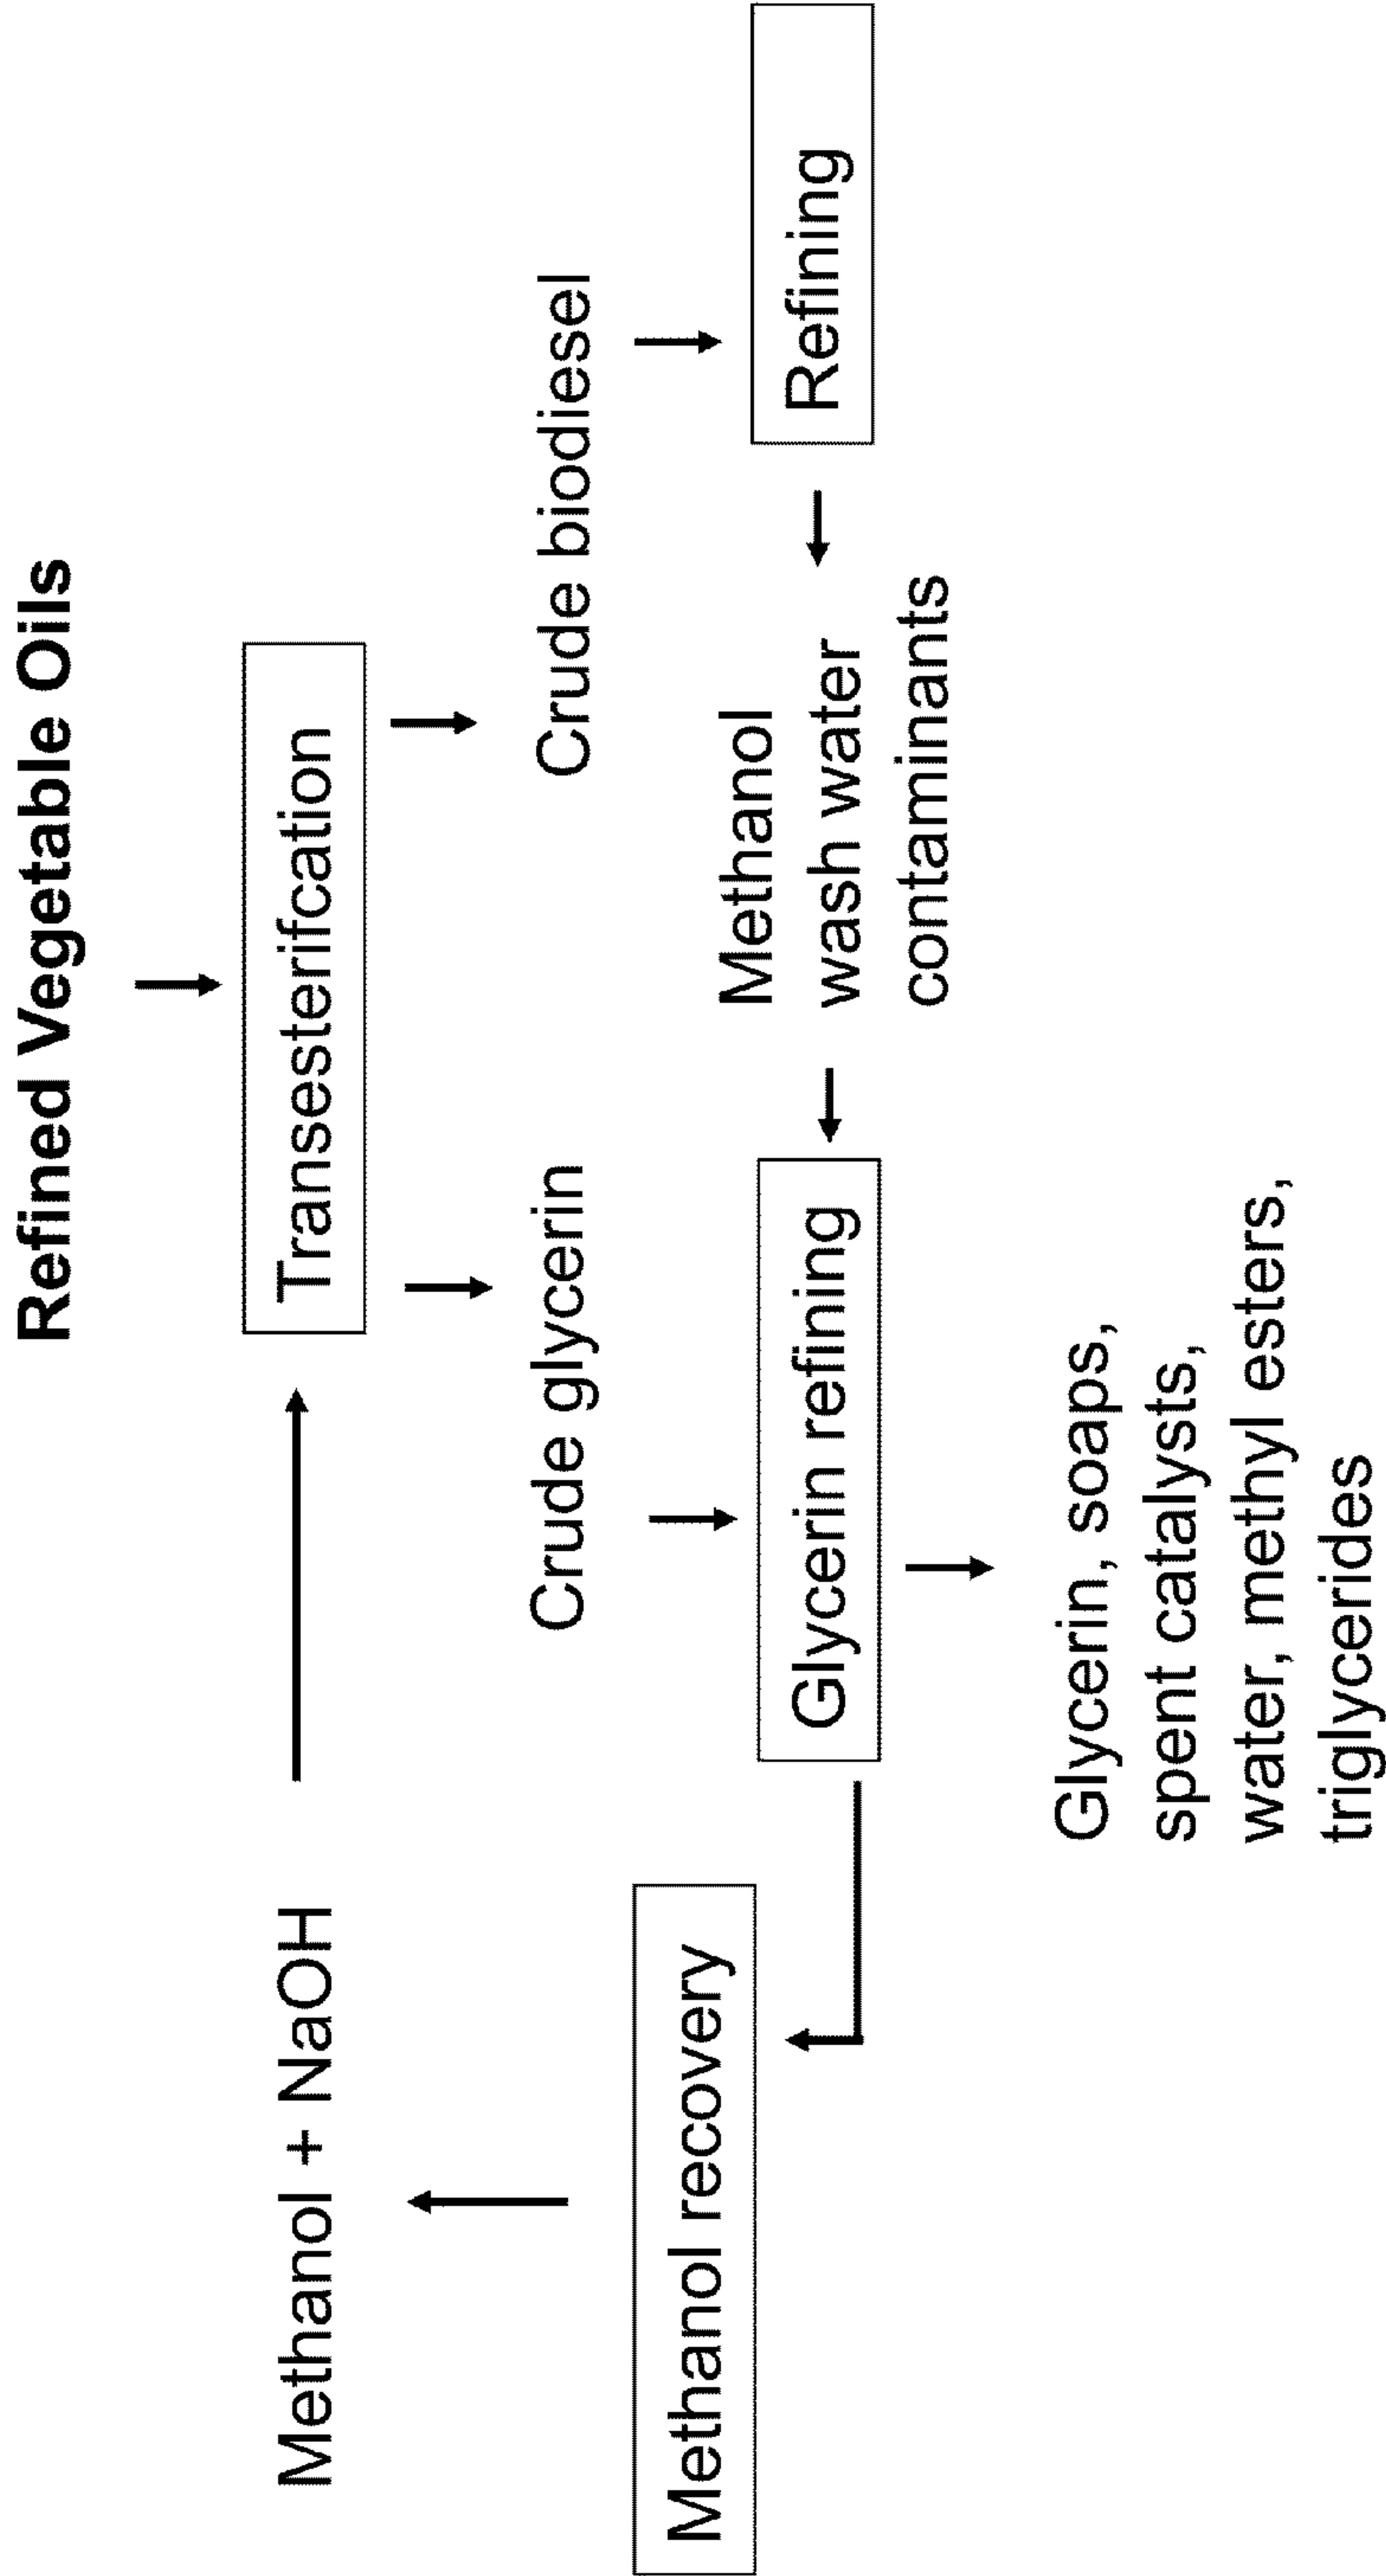 Refined Vegetable Oils
Methanol + NaOH
Transesterifcation
Crude glycerin
Crude biodiesel
Methanol recovery
Glycerin refining
Methanol
wash water
contaminants
Refining
Glycerin, soaps,
spent catalysts,
water, methyl esters,
triglycerides